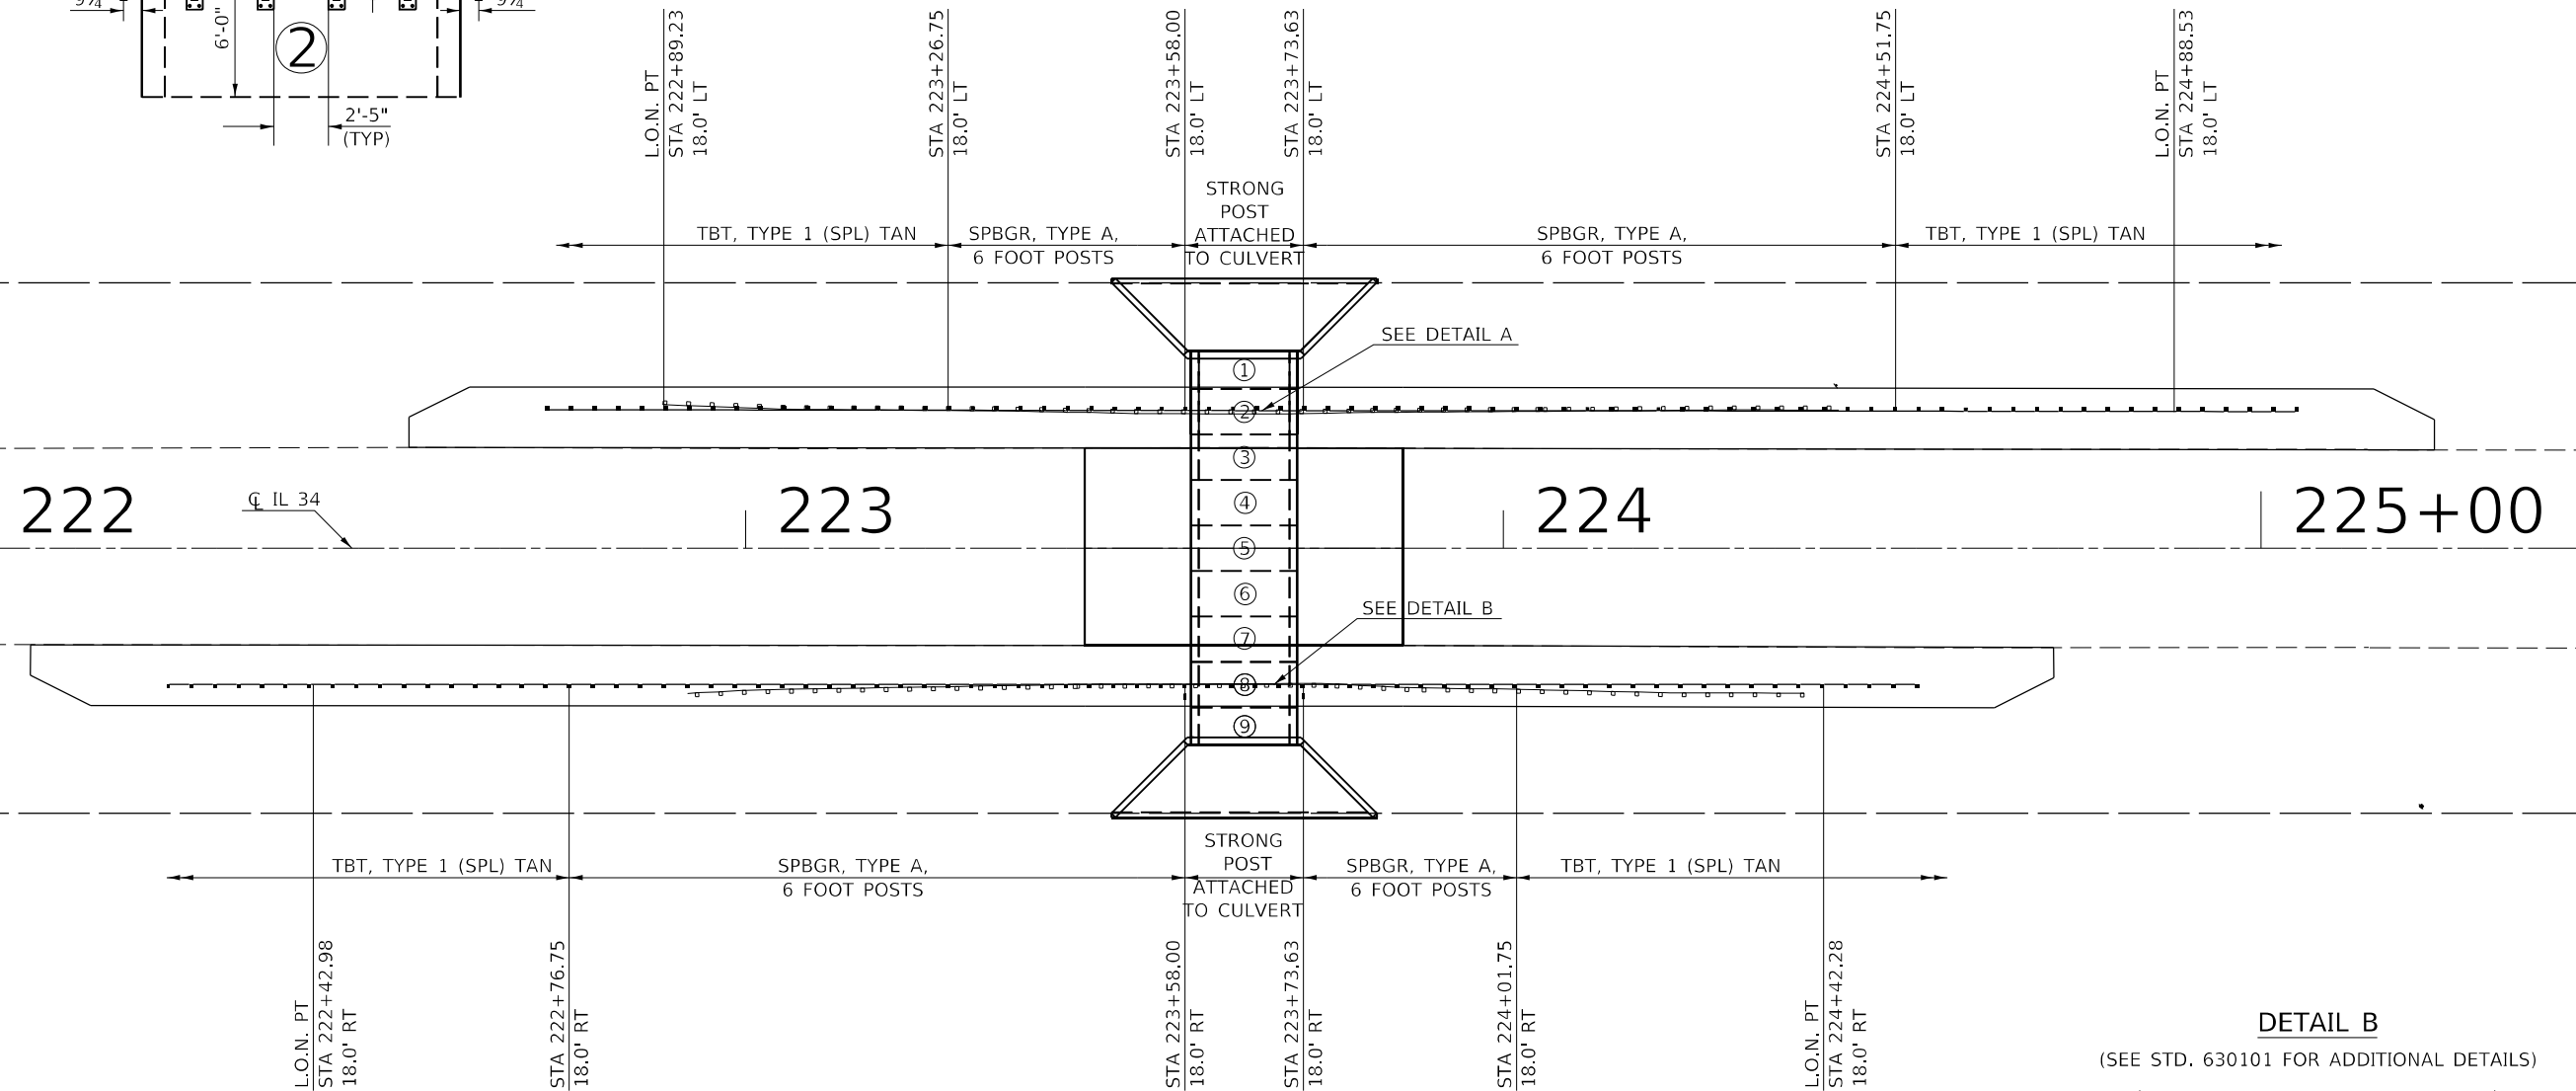 6'-0"
2
2'-5"
(TYP)
L.O.N. PT
STA 222+89.23
18.0' LT
STA 223+26.75
18.0' LT
STA 223+58.00
18.0' LT
STA 223+73.63
18.0' LT
STA 224+51.75
18.0' LT
L.O.N. PT
STA 224+88.53
18.0' LT
TBT, TYPE 1 (SPL) TAN
SPBGR, TYPE A,
6 FOOT POSTS
STRONG
POST
ATTACHED
TO CULVERT
SPBGR, TYPE A,
6 FOOT POSTS
TBT, TYPE 1 (SPL) TAN
SEE DETAIL A
1
2
3
4
5
6
7
8
9
222
℄ IL 34
223
224
225+00
SEE DETAIL B
TBT, TYPE 1 (SPL) TAN
SPBGR, TYPE A,
6 FOOT POSTS
STRONG
POST
ATTACHED
TO CULVERT
SPBGR, TYPE A,
6 FOOT POSTS
TBT, TYPE 1 (SPL) TAN
L.O.N. PT
STA 222+42.98
18.0' RT
STA 222+76.75
18.0' RT
STA 223+58.00
18.0' RT
STA 223+73.63
18.0' RT
STA 224+01.75
18.0' RT
L.O.N. PT
STA 224+42.28
18.0' RT
DETAIL B
(SEE STD. 630101 FOR ADDITIONAL DETAILS)